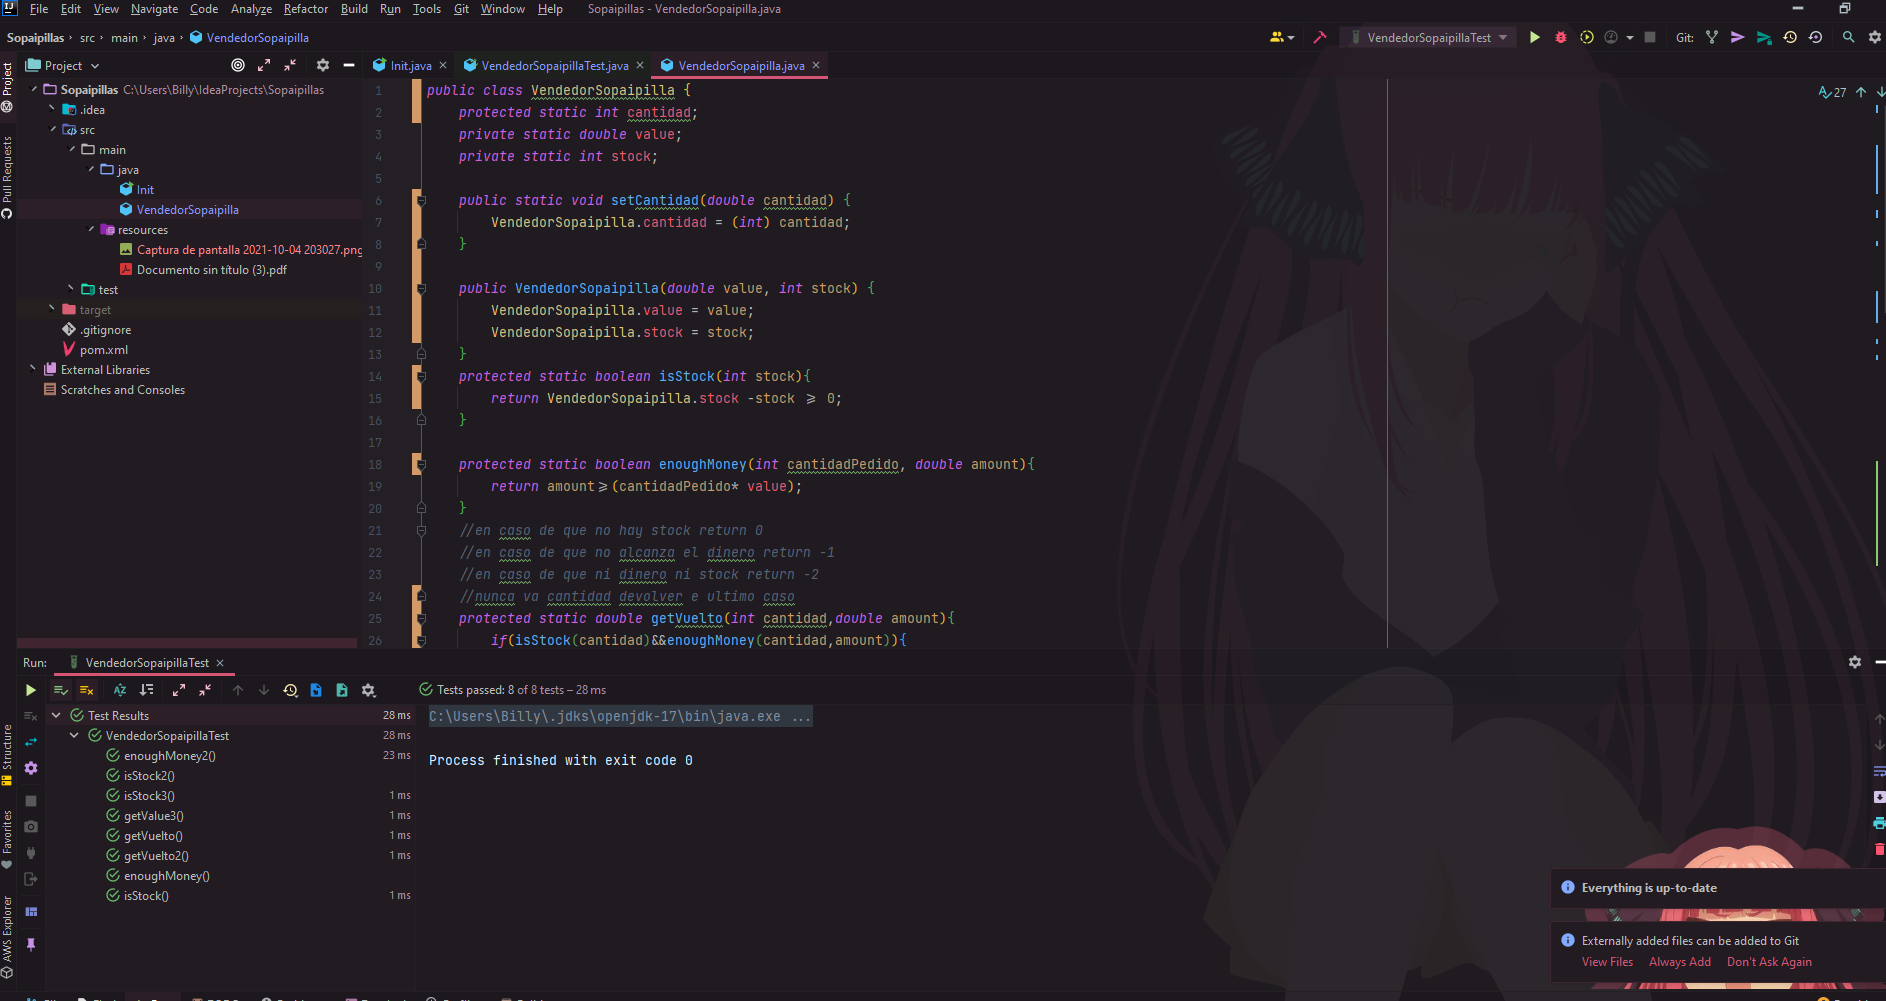 File Edit View Navigate Code Analyze Refactor Build Run Tools Git Window Help Sopaipillas - VendedorSopaipilla.java
Sopaipillas › src › main › java › VendedorSopaipilla
VendedorSopaipillaTest
Git:
Project
Init.java × VendedorSopaipillaTest.java × VendedorSopaipilla.java ×
Project
Pull Requests
Structure
Favorites
AWS Explorer
Sopaipillas C:\Users\Billy\IdeaProjects\Sopaipillas
.idea
src
main
java
Init
VendedorSopaipilla
resources
Captura de pantalla 2021-10-04 203027.png
Documento sin título (3).pdf
test
target
.gitignore
pom.xml
External Libraries
Scratches and Consoles
27
1 public class VendedorSopaipilla {
2 protected static int cantidad;
3 private static double value;
4 private static int stock;
5
6 public static void setCantidad(double cantidad) {
7 VendedorSopaipilla.cantidad = (int) cantidad;
8 }
9
10 public VendedorSopaipilla(double value, int stock) {
11 VendedorSopaipilla.value = value;
12 VendedorSopaipilla.stock = stock;
13 }
14 protected static boolean isStock(int stock){
15 return VendedorSopaipilla.stock -stock >= 0;
16 }
17
18 protected static boolean enoughMoney(int cantidadPedido, double amount){
19 return amount>=(cantidadPedido* value);
20 }
21 //en caso de que no hay stock return 0
22 //en caso de que no alcanza el dinero return -1
23 //en caso de que ni dinero ni stock return -2
24 //nunca va cantidad devolver e ultimo caso
25 protected static double getVuelto(int cantidad,double amount){
26 if(isStock(cantidad)&&enoughMoney(cantidad,amount)){
Run: VendedorSopaipillaTest ×
Tests passed: 8 of 8 tests – 28 ms
Test Results 28 ms
VendedorSopaipillaTest 28 ms
enoughMoney2() 23 ms
isStock2()
isStock3() 1 ms
getValue3() 1 ms
getVuelto() 1 ms
getVuelto2() 1 ms
enoughMoney()
isStock() 1 ms
C:\Users\Billy\.jdks\openjdk-17\bin\java.exe ...
Process finished with exit code 0
Everything is up-to-date
Externally added files can be added to Git
View Files Always Add Don't Ask Again